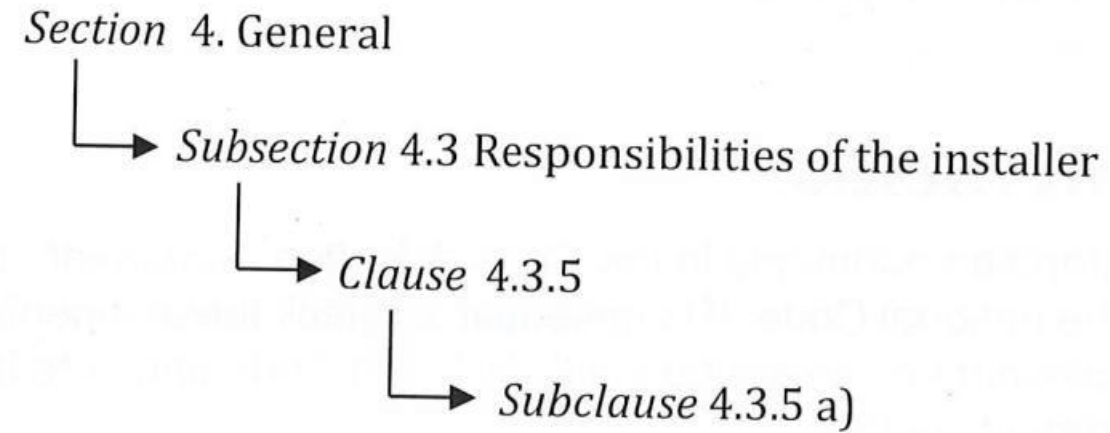 Section 4. General
Subsection 4.3 Responsibilities of the installer
Clause 4.3.5
Subclause 4.3.5 a)